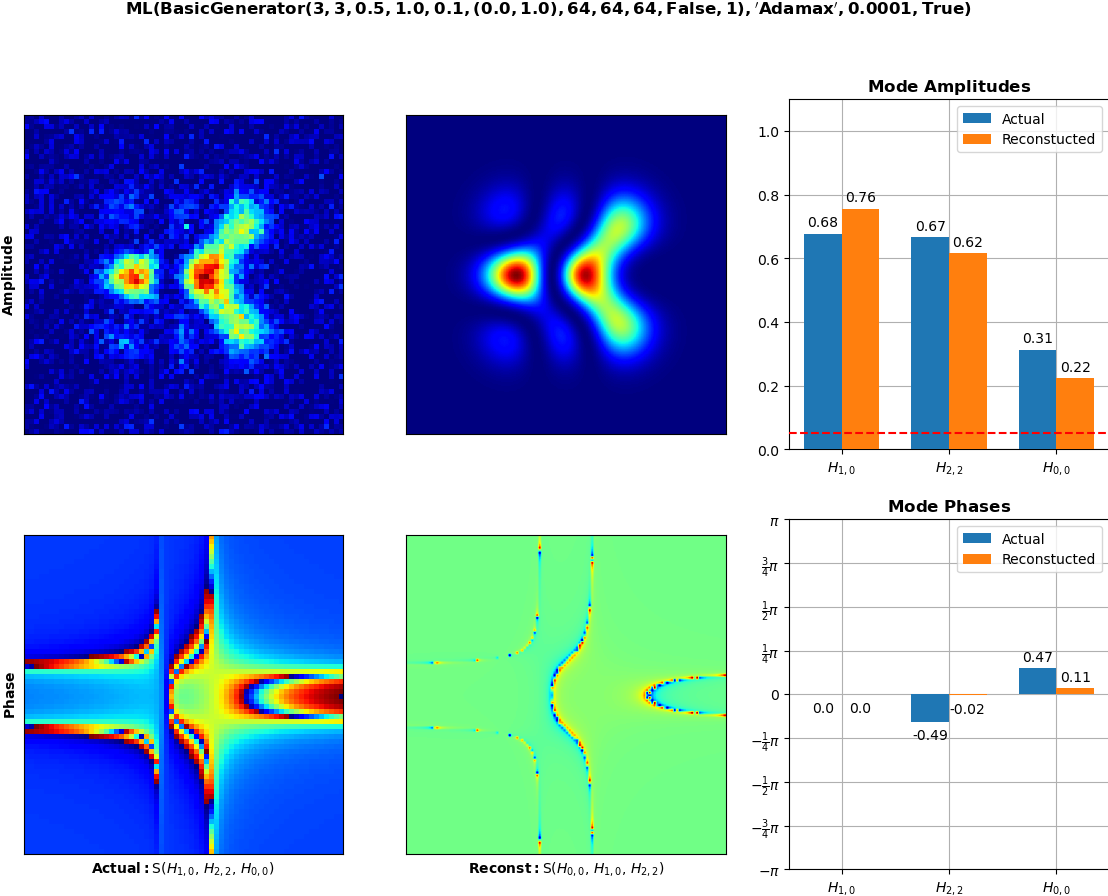 ML(BasicGenerator(3, 3, 0.5, 1.0, 0.1, (0.0, 1.0), 64, 64, 64, False, 1), ′Adamax′, 0.0001, True)
Amplitude
Mode Amplitudes
Actual
Reconstucted
1.0
0.8
0.6
0.4
0.2
0.0
0.68
0.76
0.67
0.62
0.31
0.22
H1,0
H2,2
H0,0
Phase
Actual: S(H1,0, H2,2, H0,0)
Reconst: S(H0,0, H1,0, H2,2)
Mode Phases
Actual
Reconstucted
π
3/4π
1/2π
1/4π
0
−1/4π
−1/2π
−3/4π
−π
0.0
0.0
-0.49
-0.02
0.47
0.11
H1,0
H2,2
H0,0